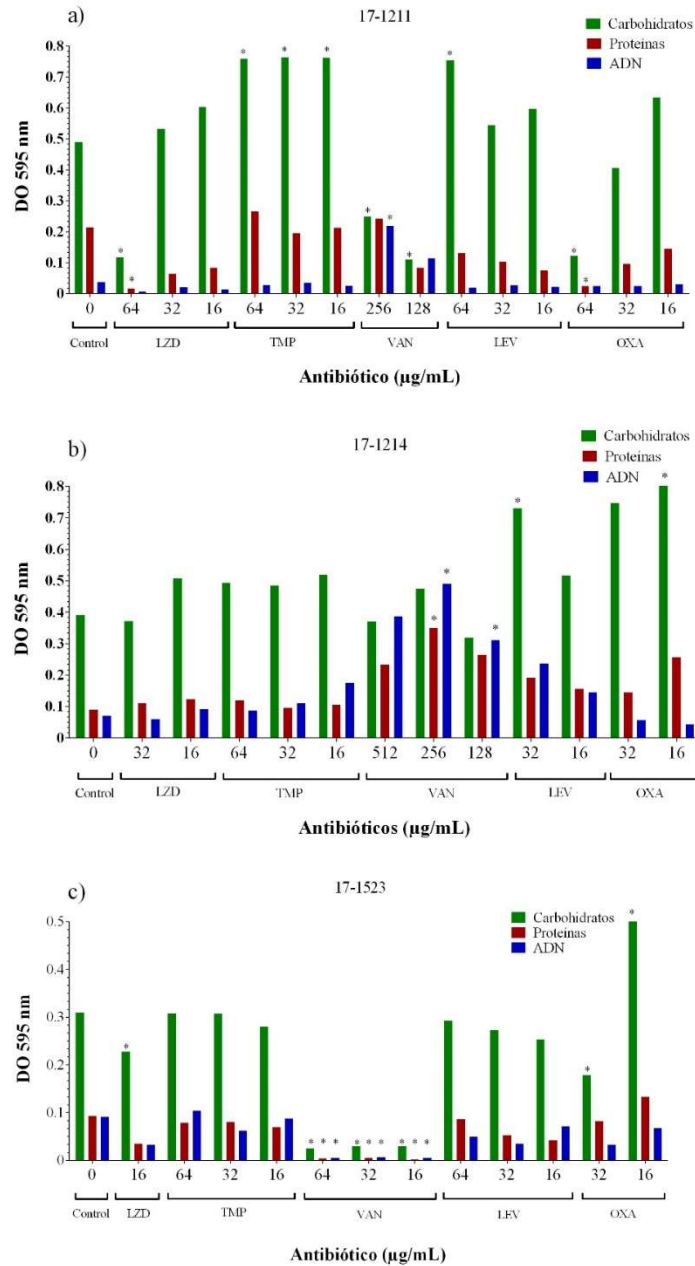 a)
17-1211
Carbohidratos
Proteínas
ADN
DO 595 nm
0.8
0.7
0.6
0.5
0.4
0.3
0.2
0.1
0
* * * * * * * * * * *
0 64 32 16 64 32 16 256 128 64 32 16 64 32 16
Control LZD TMP VAN LEV OXA
Antibiótico (µg/mL)
b)
17-1214
Carbohidratos
Proteínas
ADN
DO 595 nm
0.8
0.7
0.6
0.5
0.4
0.3
0.2
0.1
0
* * * * *
0 32 16 64 32 16 512 256 128 32 16 32 16
Control LZD TMP VAN LEV OXA
Antibióticos (µg/mL)
c)
17-1523
Carbohidratos
Proteínas
ADN
DO 595 nm
0.5
0.4
0.3
0.2
0.1
0
* * * * * * * * * * * *
0 16 64 32 16 64 32 16 64 32 16 32 16
Control LZD TMP VAN LEV OXA
Antibiótico (µg/mL)